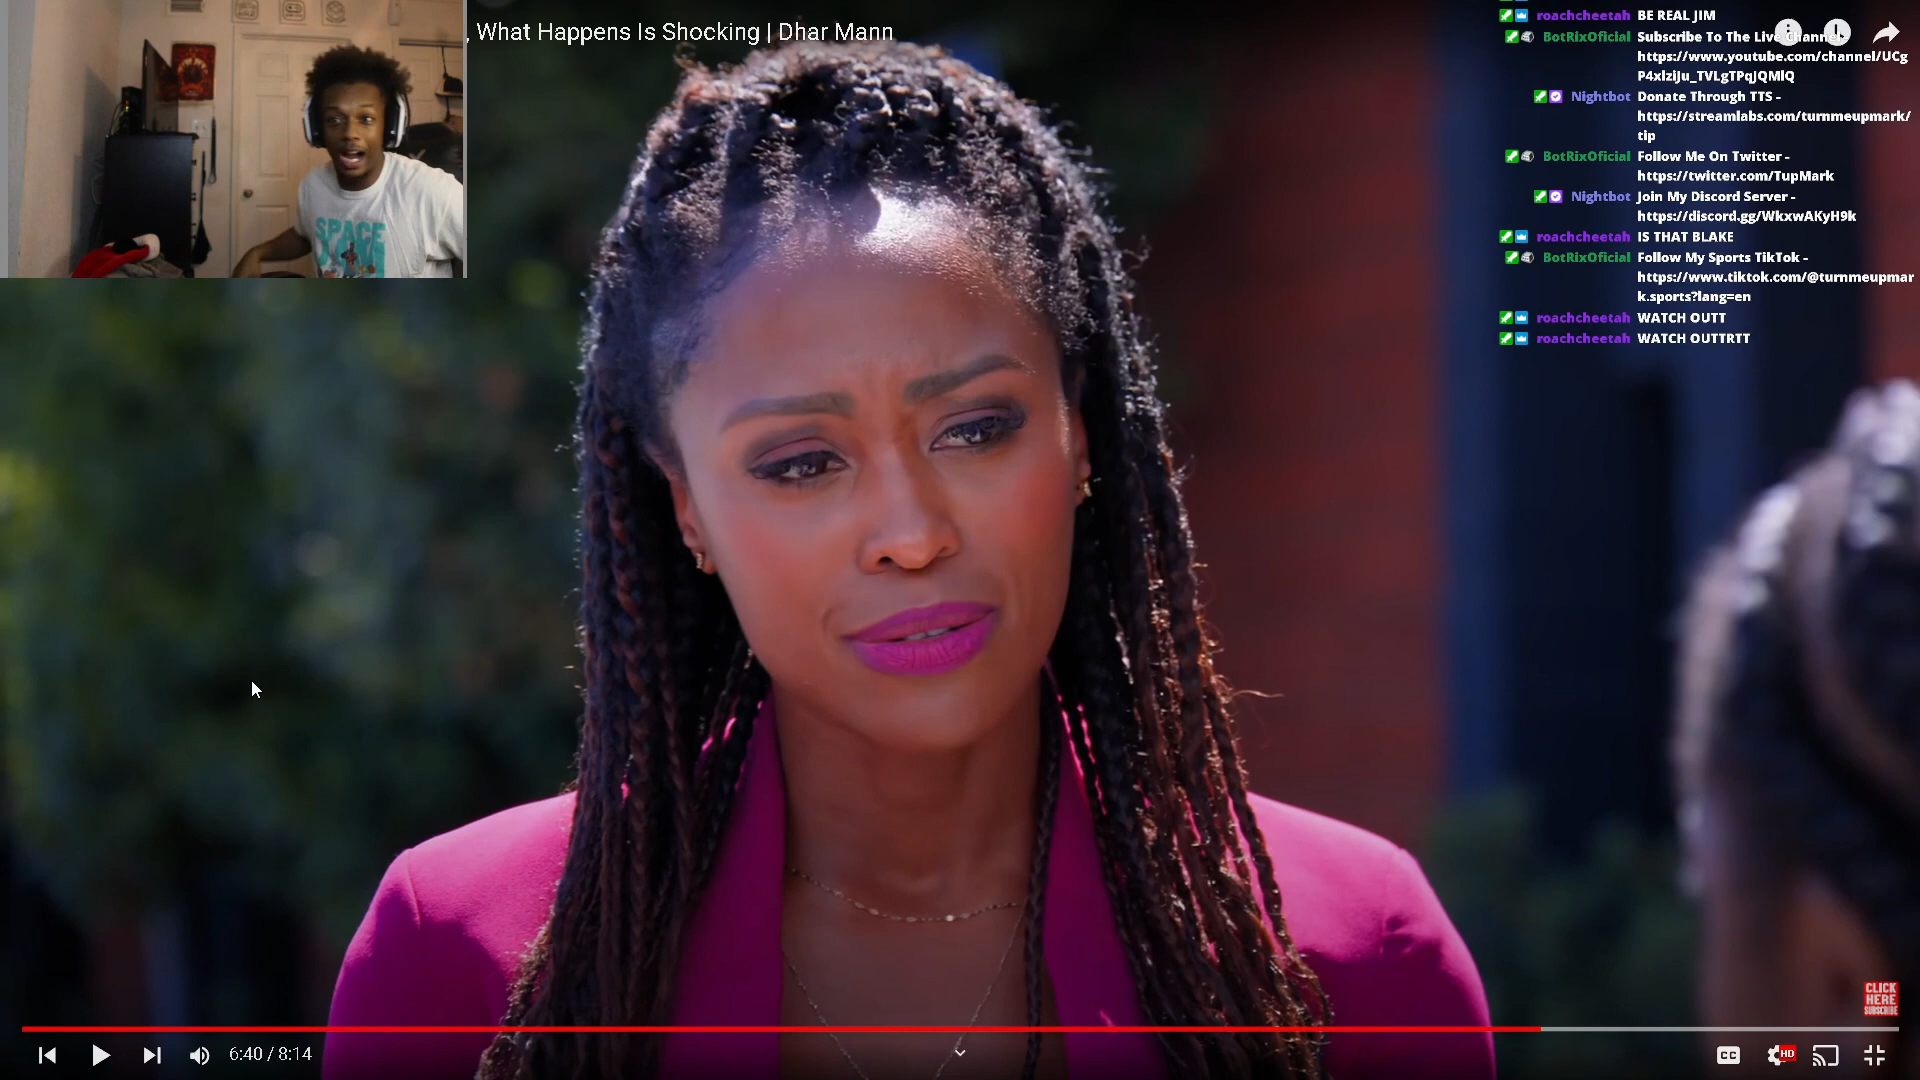 , What Happens Is Shocking | Dhar Mann
SPACE
roachcheetah BE REAL JIM
BotRixOficial Subscribe To The Live Channel -
https://www.youtube.com/channel/UCg
Nightbot Donate Through TTS -
https://streamlabs.com/turnmeupmark/
tip
BotRixOficial Follow Me On Twitter -
https://twitter.com/TupMark
Nightbot Join My Discord Server -
https://discord.gg/WkxwAKyH9k
roachcheetah IS THAT BLAKE
BotRixOficial Follow My Sports TikTok -
https://www.tiktok.com/@turnmeupmar
k.sports?lang=en
roachcheetah WATCH OUTT
roachcheetah WATCH OUTTRTT
CLICK
HERE
SUBSCRIBE
6:40 / 8:14
CC
HD